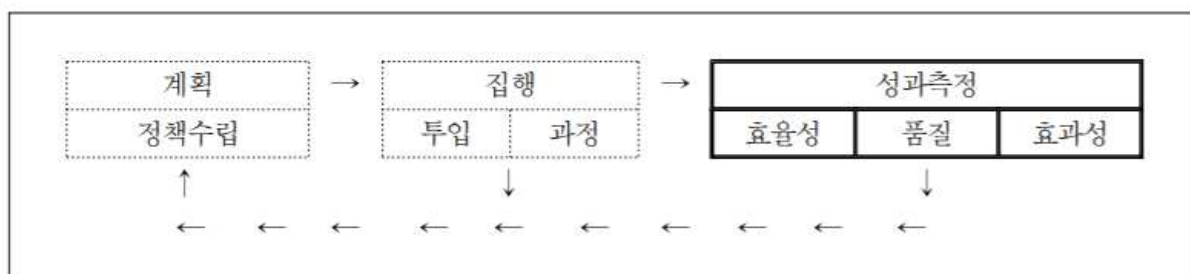 계획 → 집행 → 성과측정
정책수립 투입 과정 효율성 품질 효과성
↑ ↓ ↓
← ← ← ← ← ← ← ← ← ←